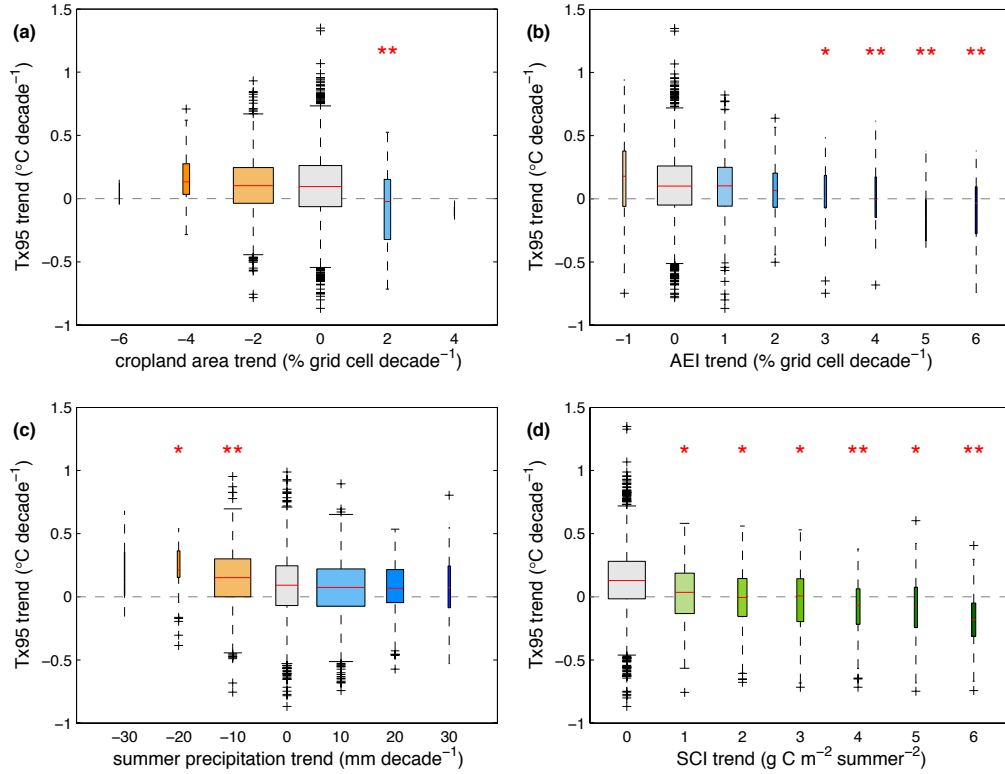 (a)
Tx95 trend (°C decade⁻¹)
1.5
1
0.5
0
−0.5
−1
**
−6 −4 −2 0 2 4
cropland area trend (% grid cell decade⁻¹)
(b)
Tx95 trend (°C decade⁻¹)
1.5
1
0.5
0
−0.5
−1
* ** ** **
−1 0 1 2 3 4 5 6
AEI trend (% grid cell decade⁻¹)
(c)
Tx95 trend (°C decade⁻¹)
1.5
1
0.5
0
−0.5
−1
* **
−30 −20 −10 0 10 20 30
summer precipitation trend (mm decade⁻¹)
(d)
Tx95 trend (°C decade⁻¹)
1.5
1
0.5
0
−0.5
−1
* * * ** * **
0 1 2 3 4 5 6
SCI trend (g C m⁻² summer⁻²)